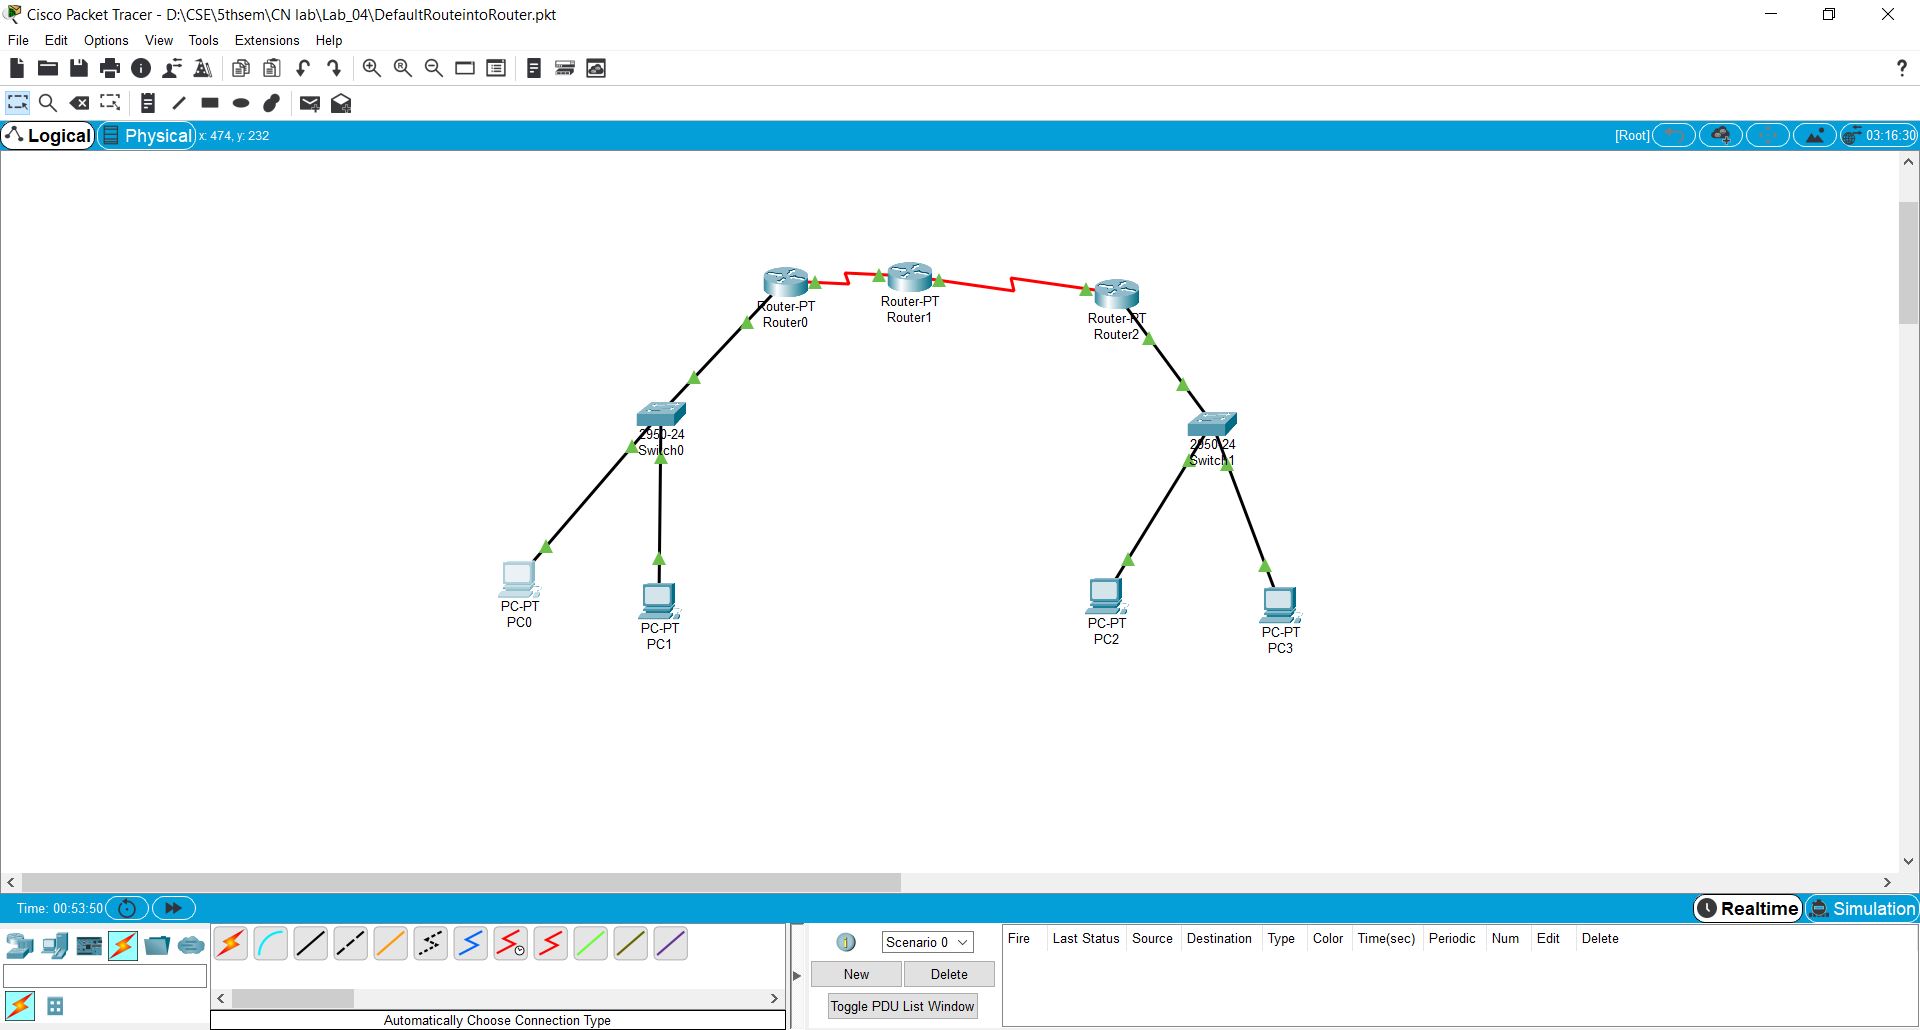 Cisco Packet Tracer - D:\CSE\5thsem\CN lab\Lab_04\DefaultRouteintoRouter.pkt
File Edit Options View Tools Extensions Help
Logical Physical x: 474, y: 232 [Root] 03:16:30
Router-PT
Router0
Router-PT
Router1
Router-PT
Router2
2950-24
Switch0
2950-24
Switch1
PC-PT
PC0
PC-PT
PC1
PC-PT
PC2
PC-PT
PC3
Time: 00:53:50 Realtime Simulation
Scenario 0
New Delete
Toggle PDU List Window
Fire Last Status Source Destination Type Color Time(sec) Periodic Num Edit Delete
Automatically Choose Connection Type